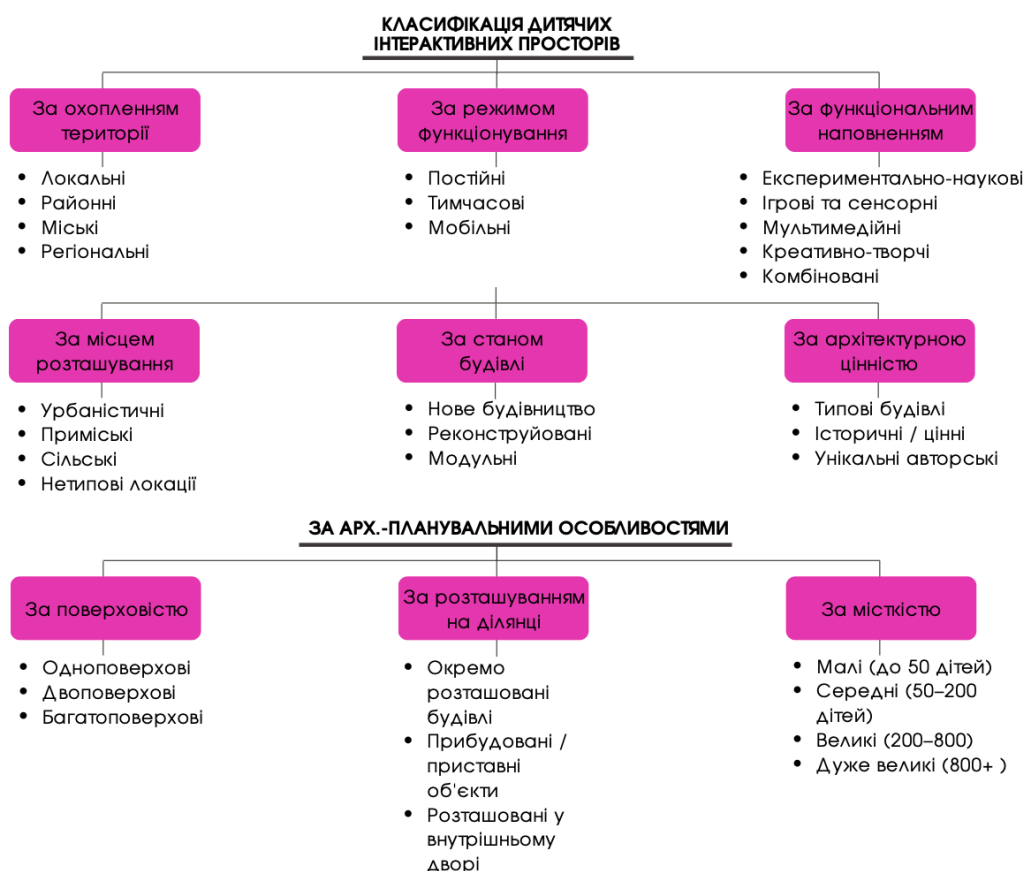 КЛАСИФІКАЦІЯ ДИТЯЧИХ
ІНТЕРАКТИВНИХ ПРОСТОРІВ
За охопленням
території
• Локальні
• Районні
• Міські
• Регіональні
За режимом
функціонування
• Постійні
• Тимчасові
• Мобільні
За функціональним
наповненням
• Експериментально-наукові
• Ігрові та сенсорні
• Мультимедійні
• Креативно-творчі
• Комбіновані
За місцем
розташування
• Урбаністичні
• Приміські
• Сільські
• Нетипові локації
За станом
будівлі
• Нове будівництво
• Реконструйовані
• Модульні
За архітектурною
цінністю
• Типові будівлі
• Історичні / цінні
• Унікальні авторські
ЗА АРХ.-ПЛАНУВАЛЬНИМИ ОСОБЛИВОСТЯМИ
За поверховістю
• Одноповерхові
• Двоповерхові
• Багатоповерхові
За розташуванням
на ділянці
• Окремо
розташовані
будівлі
• Прибудовані /
приставні
об'єкти
• Розташовані у
внутрішньому
дворі
За місткістю
• Малі (до 50 дітей)
• Середні (50–200
дітей)
• Великі (200–800)
• Дуже великі (800+ )